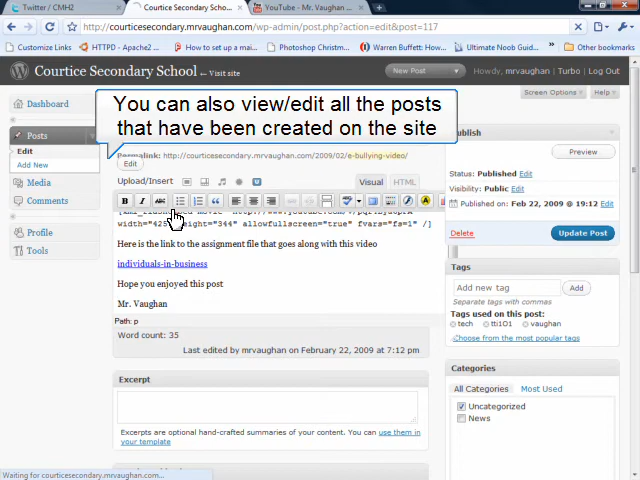 Twitter / CMH2
Courtice Secondary Schoo...
YouTube - Mr. Vaughan
http://courticesecondary.mrvaughan.com/wp-admin/post.php?action=edit&post=117
Customize Links
HTTPD - Apache2 ...
How to set up a mai...
Photoshop Christm...
Warren Buffett: How...
Ultimate Noob Guide...
Other bookmarks
Courtice Secondary School ← Visit site
New Post
Howdy, mrvaughan | Turbo | Log Out
Screen Options
Help
Dashboard
Posts
Edit
Add New
Media
Comments
Profile
Tools
You can also view/edit all the posts
that have been created on the site
Permalink: http://courticesecondary.mrvaughan.com/2009/02/e-bullying-video/
Edit
Upload/Insert
Visual
HTML
B I ABC
width="425" height="344" allowfullscreen="true" fvars="fs=1" /]
Here is the link to the assignment file that goes along with this video
individuals-in-business
Hope you enjoyed this post
Mr. Vaughan
Path: p
Word count: 35
Last edited by mrvaughan on February 22, 2009 at 7:12 pm
Excerpt
Excerpts are optional hand-crafted summaries of your content. You can use them in
your template
Publish
Preview
Status: Published Edit
Visibility: Public Edit
Published on: Feb 22, 2009 @ 19:12 Edit
Delete
Update Post
Tags
Add new tag
Add
Separate tags with commas
Tags used on this post:
tech
tti1O1
vaughan
Choose from the most popular tags
Categories
All Categories
Most Used
Uncategorized
News
Waiting for courticesecondary.mrvaughan.com...